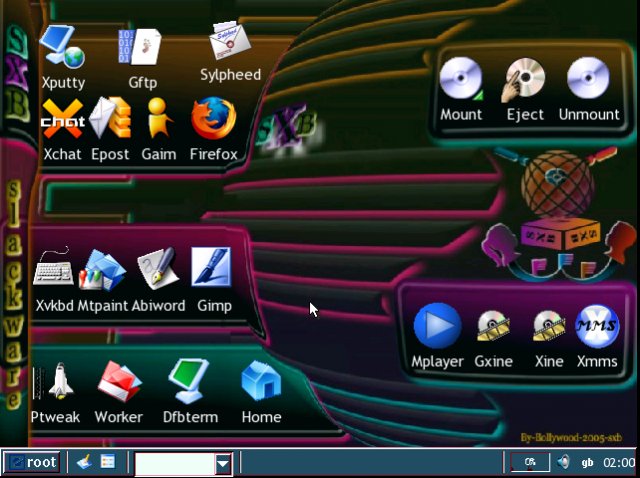 SXB
slackware
Xputty
Gftp
Sylpheed
Xchat
Epost
Gaim
Firefox
SXB
Mount
Eject
Unmount
SXB
SXS
Xvkbd
Mtpaint
Abiword
Gimp
Mplayer
Gxine
Xine
Xmms
Ptweak
Worker
Dfbterm
Home
By-Bollywood-2005-sxb
root
0%
gb
02:00